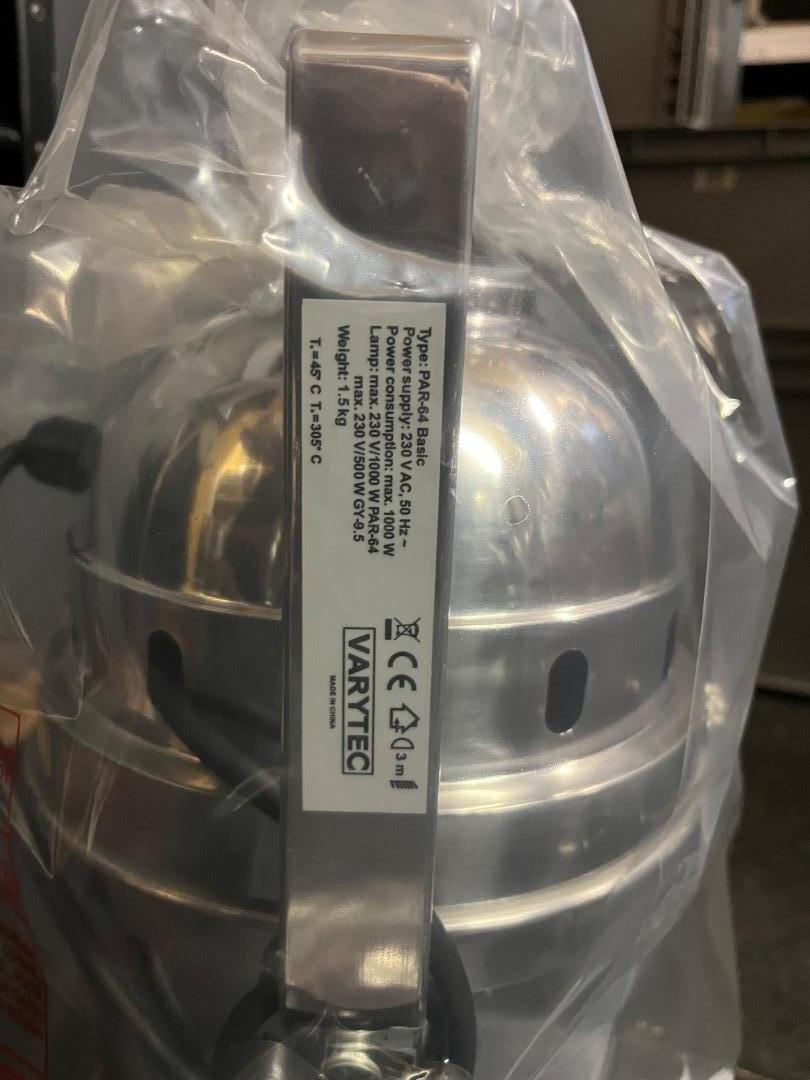 Type: PAR-64 Basic
Power supply: 230 V AC, 50 Hz ~
Power consumption: max. 1000 W
Lamp: max. 230 V/1000 W PAR-64
max. 230 V/500 W GY-9.5
Weight: 1.5 kg
Tₐ=45° C Tₑ=305° C
CE
3 m
VARYTEC
MADE IN CHINA